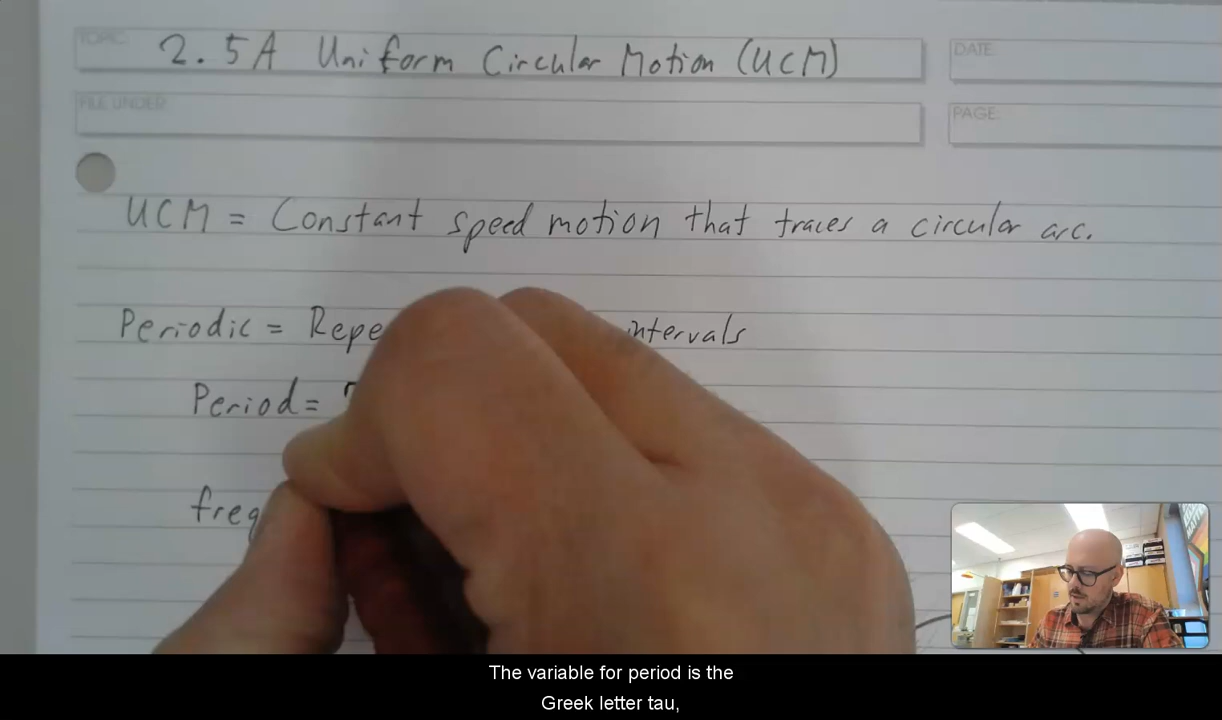 TOPIC:
2.5A Uniform Circular Motion (UCM)
DATE:
FILE UNDER:
PAGE:
UCM = Constant speed motion that traces a circular arc.
Periodic = Repe intervals
Period =
freq
The variable for period is the
Greek letter tau,